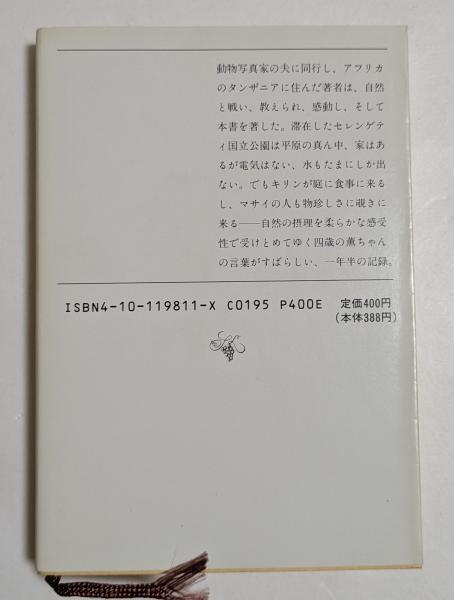 動物写真家の夫に同行し、アフリカ
のタンザニアに住んだ著者は、自然
と戦い、教えられ、感動し、そして
本書を著した。滞在したセレンゲテ
ィ国立公園は平原の真ん中、家はあ
るが電気はない、水もたまにしか出
ない。でもキリンが庭に食事に来る
し、マサイの人も物珍しさに覗きに
来る──自然の摂理を柔らかな感受
性で受けとめてゆく四歳の薫ちゃん
の言葉がすばらしい、一年半の記録。
ISBN4-10-119811-X C0195 P400E 定価400円
(本体388円)